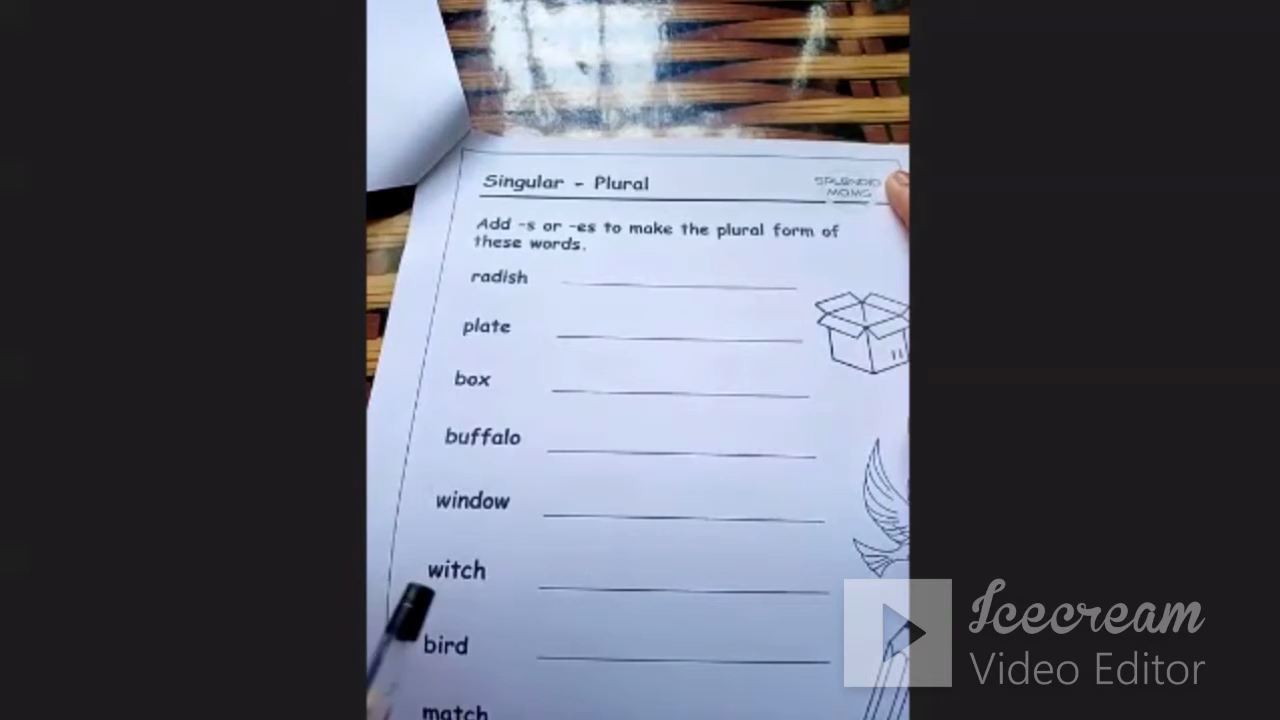 Singular - Plural
SPLENDID
MOMS
Add -s or -es to make the plural form of
these words.
radish
plate
box
buffalo
window
witch
bird
match
Icecream
Video Editor